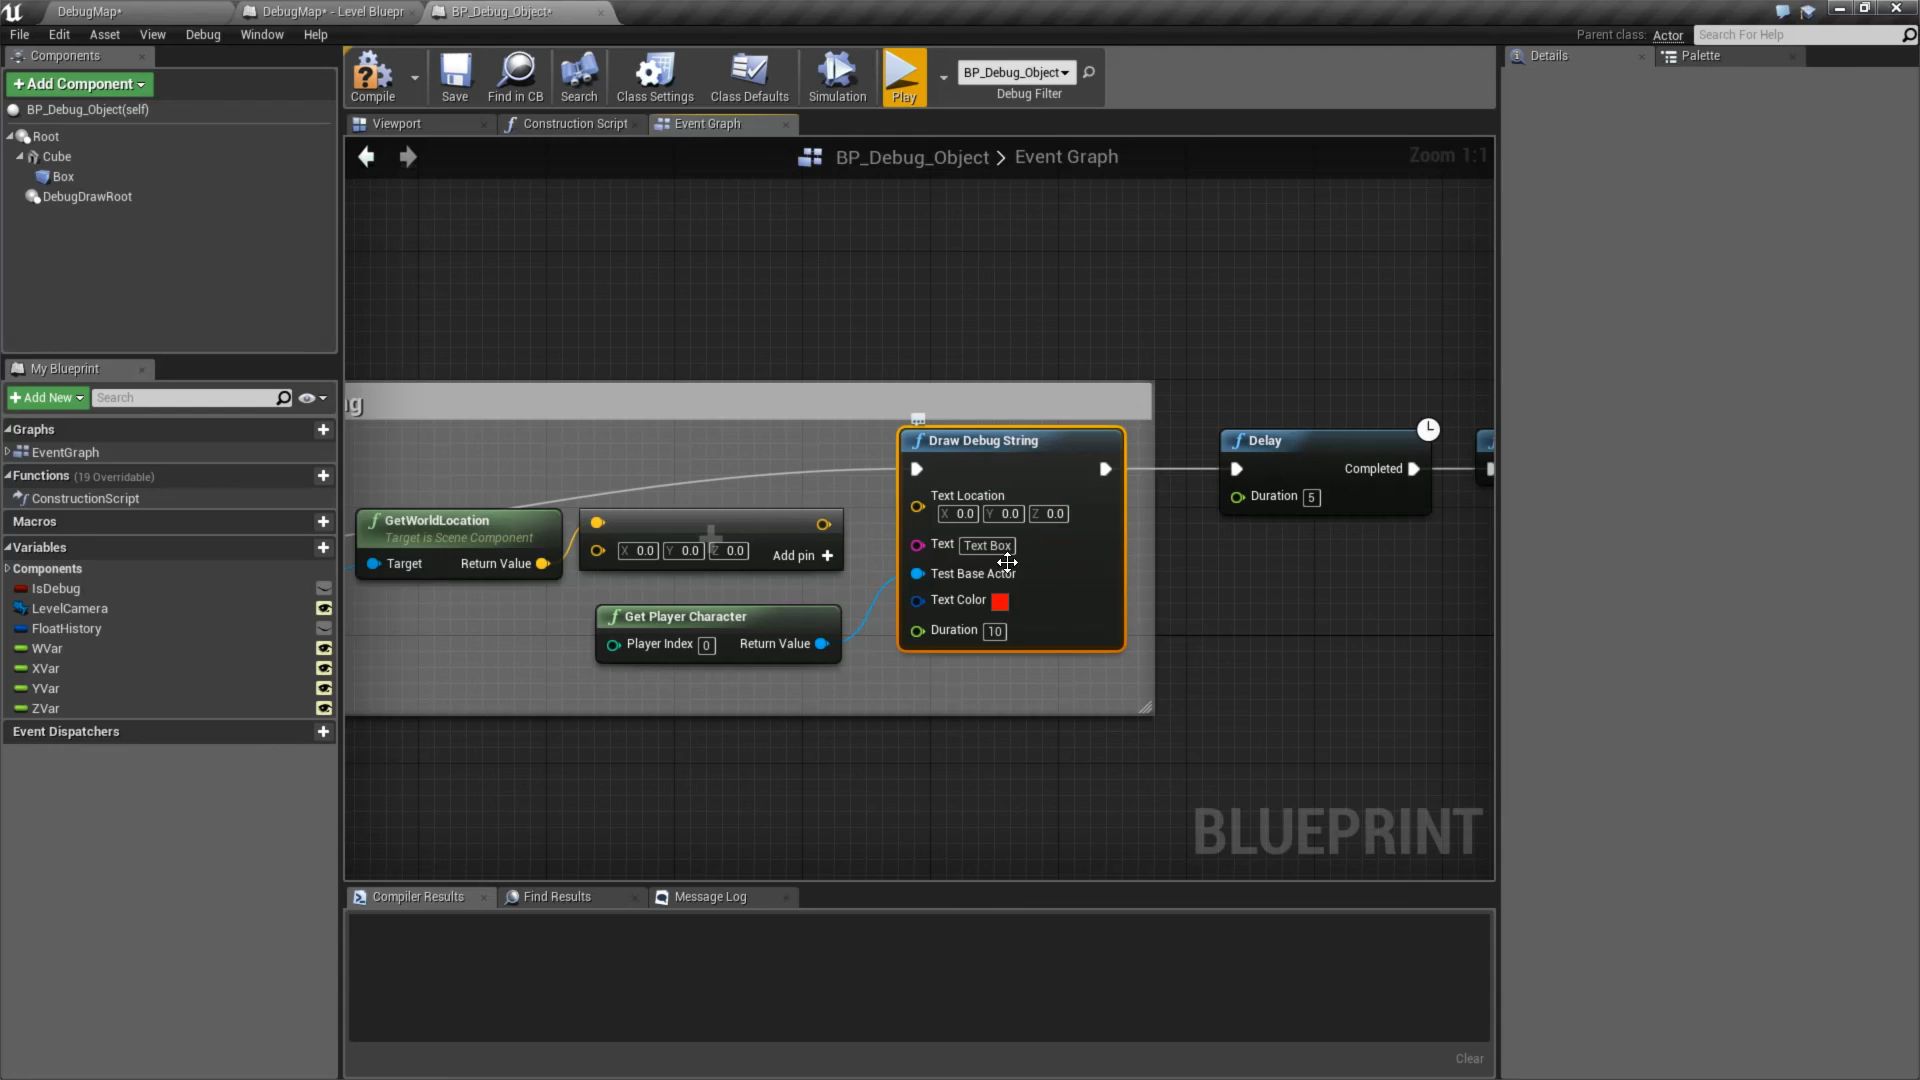 DebugMap*
DebugMap* - Level Bluepr
BP_Debug_Object*
File Edit Asset View Debug Window Help
Parent class: Actor
Search For Help
Components
+Add Component
BP_Debug_Object(self)
Root
Cube
Box
DebugDrawRoot
My Blueprint
+Add New
Search
Graphs
EventGraph
Functions (19 Overridable)
ConstructionScript
Macros
Variables
Components
IsDebug
LevelCamera
FloatHistory
WVar
XVar
YVar
ZVar
Event Dispatchers
Compile
Save
Find in CB
Search
Class Settings
Class Defaults
Simulation
Play
BP_Debug_Object
Debug Filter
Viewport
Construction Script
Event Graph
BP_Debug_Object > Event Graph
Zoom 1:1
GetWorldLocation
Target is Scene Component
Target
Return Value
X 0.0 Y 0.0 Z 0.0
Add pin +
Get Player Character
Player Index 0
Return Value
Draw Debug String
Text Location
X 0.0 Y 0.0 Z 0.0
Text Text Box
Test Base Actor
Text Color
Duration 10
Delay
Completed
Duration 5
BLUEPRINT
Compiler Results
Find Results
Message Log
Clear
Details
Palette